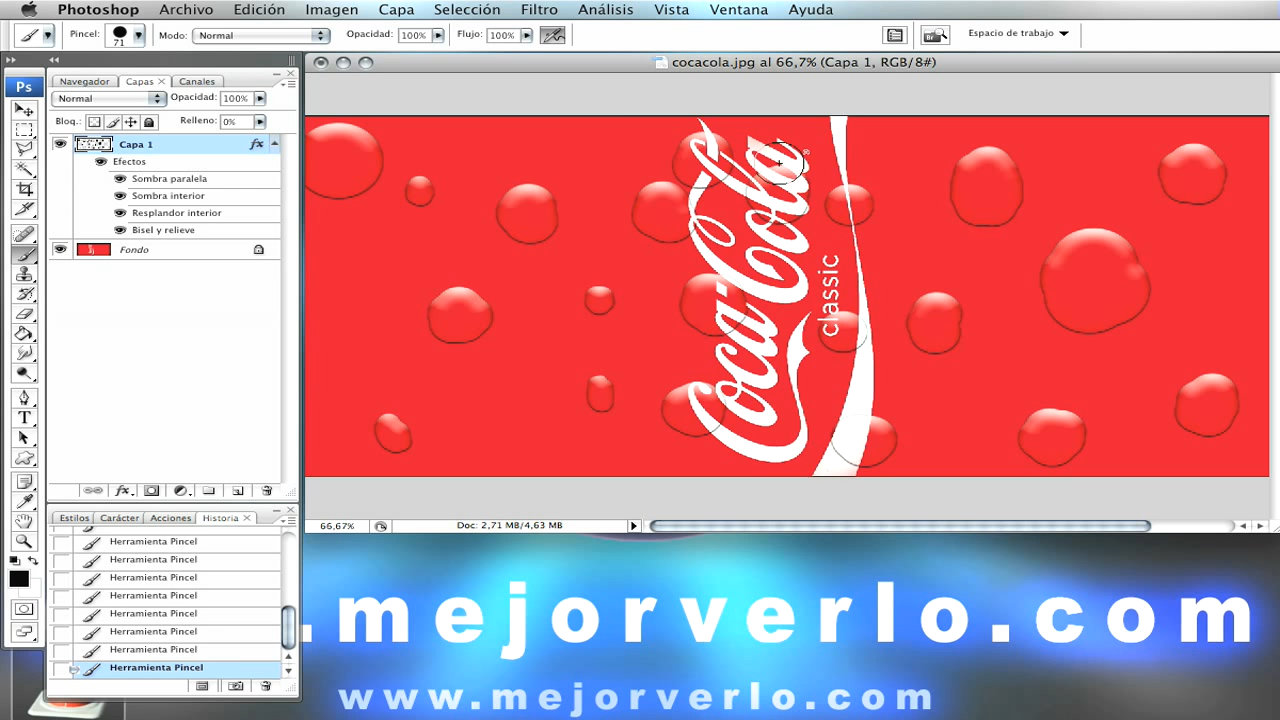 Photoshop Archivo Edición Imagen Capa Selección Filtro Análisis Vista Ventana Ayuda
Pincel: 71 Modo: Normal Opacidad: 100% Flujo: 100% Br Espacio de trabajo
cocacola.jpg al 66,7% (Capa 1, RGB/8#)
Ps
Navegador Capas Canales
Normal Opacidad: 100%
Bloq.: Relleno: 0%
Capa 1 fx
Efectos
Sombra paralela
Sombra interior
Resplandor interior
Bisel y relieve
Fondo
T
fx
Coca-Cola ®
classic
66,67% Doc: 2,71 MB/4,63 MB
Estilos Carácter Acciones Historia
Herramienta Pincel
Herramienta Pincel
Herramienta Pincel
Herramienta Pincel
Herramienta Pincel
Herramienta Pincel
Herramienta Pincel
Herramienta Pincel
.mejorverlo.com
www.mejorverlo.com